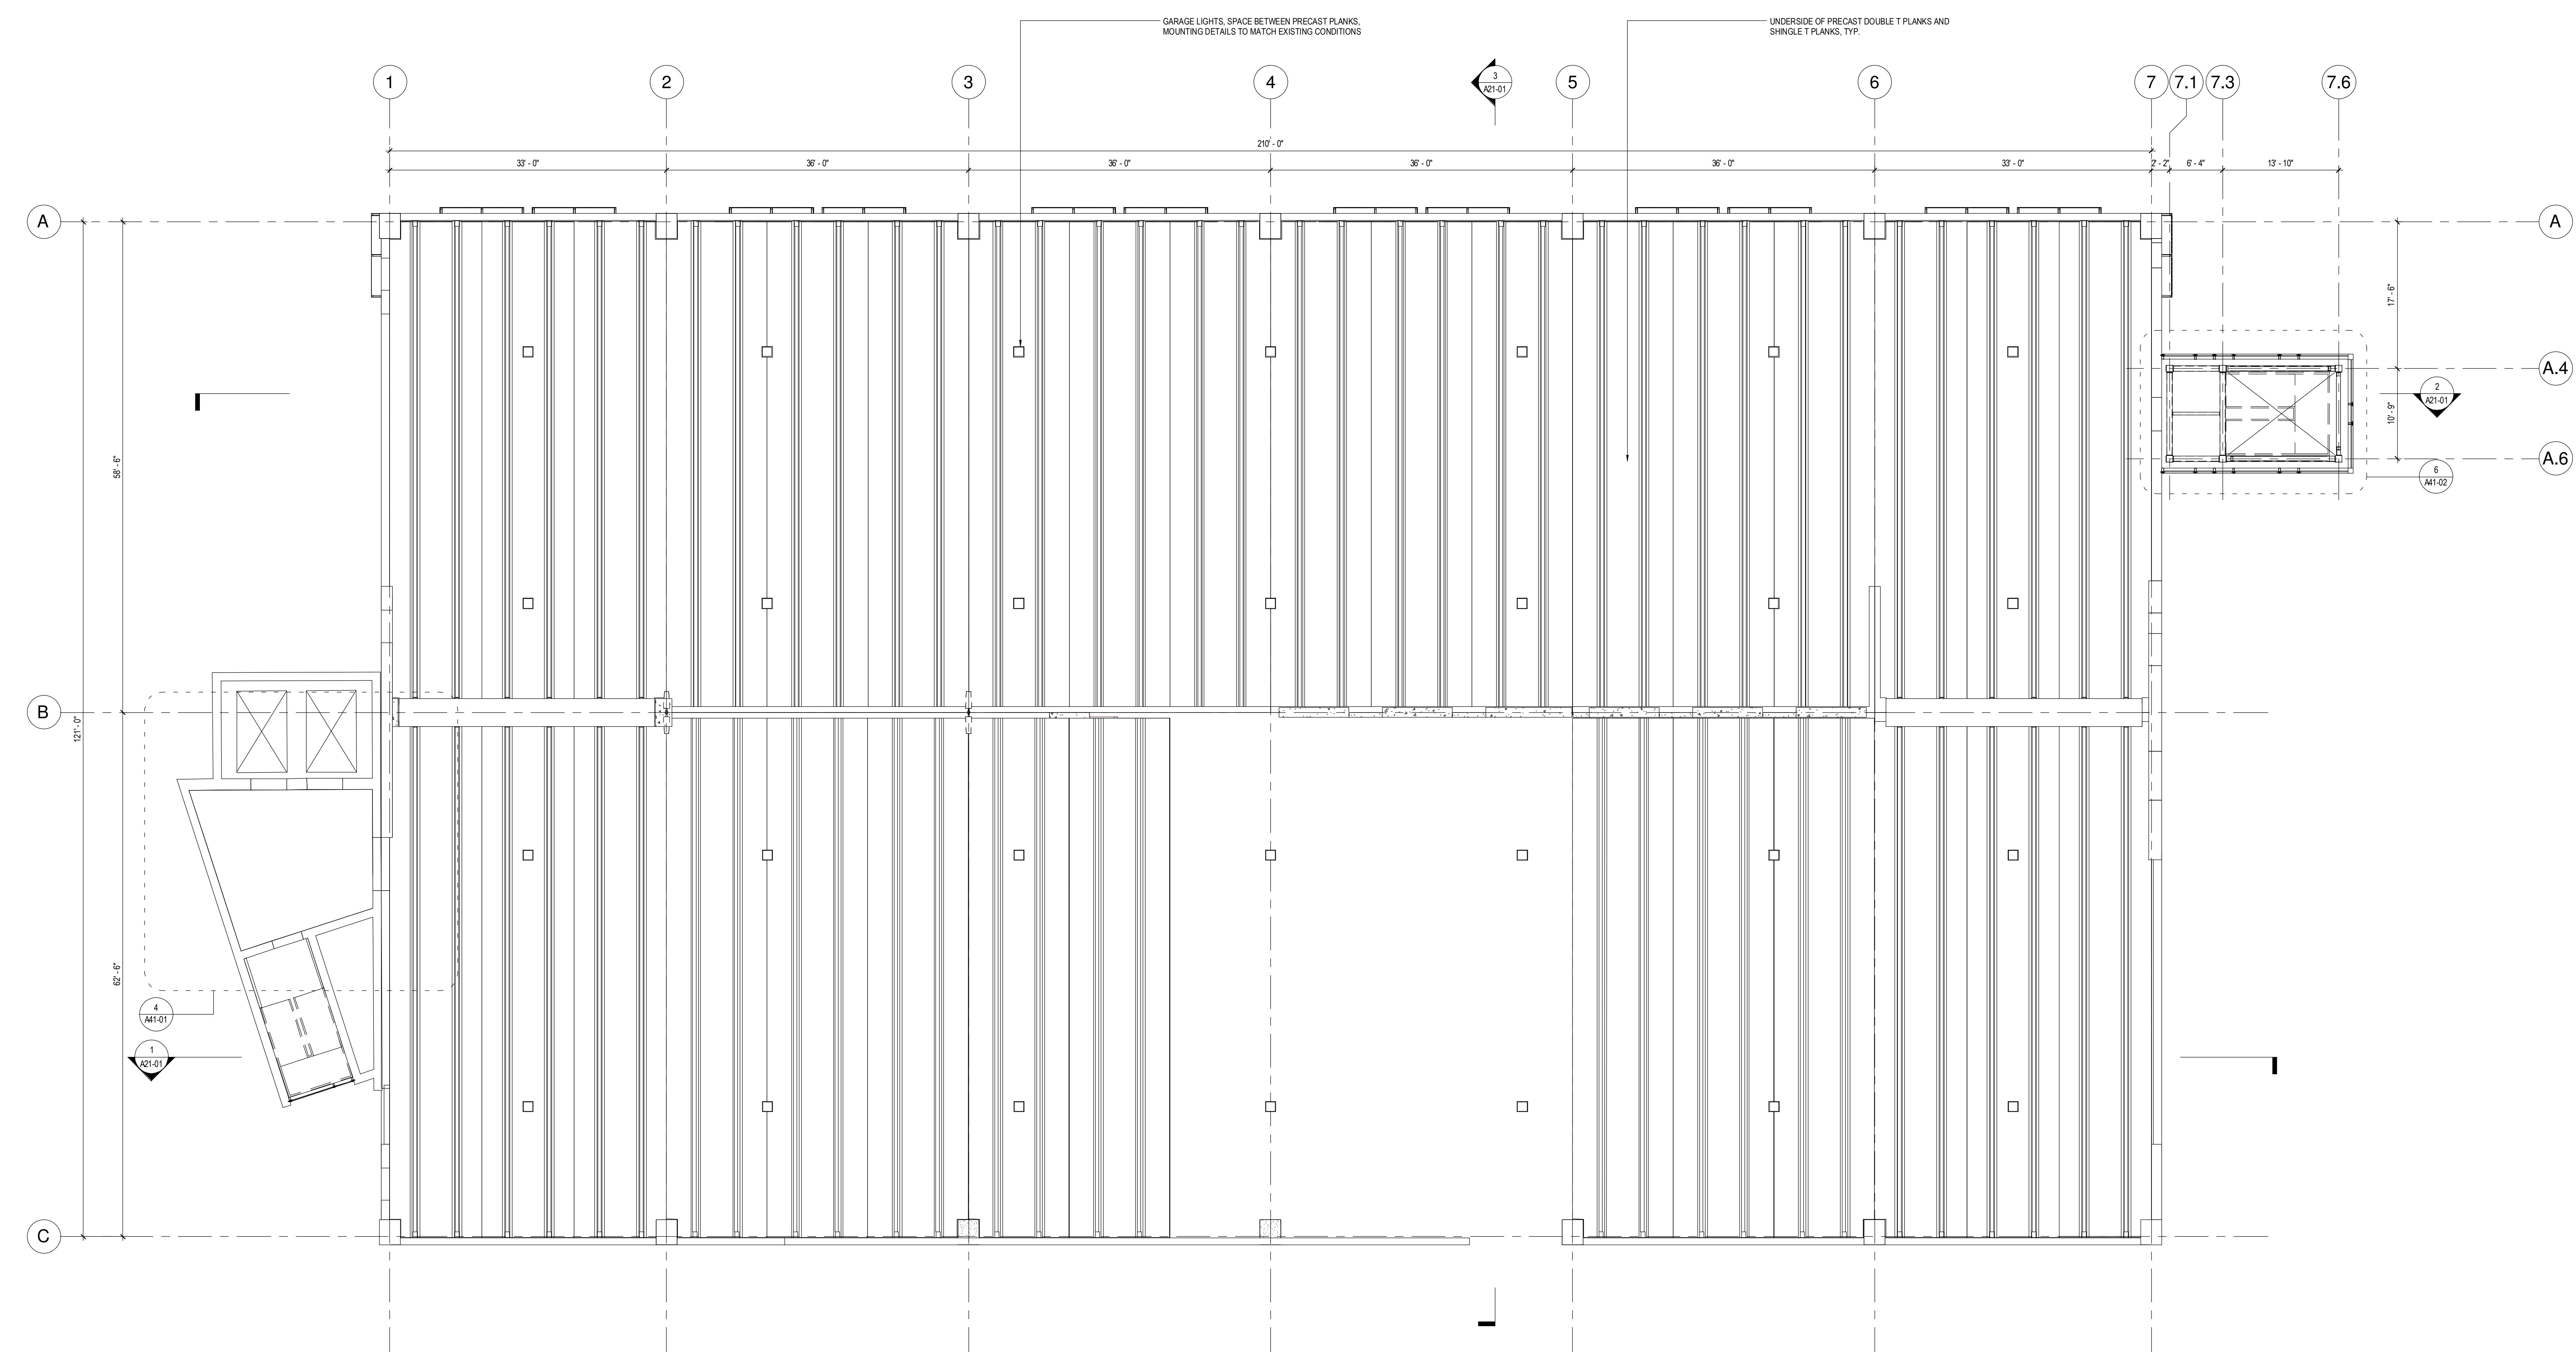 GARAGE LIGHTS, SPACE BETWEEN PRECAST PLANKS,
MOUNTING DETAILS TO MATCH EXISTING CONDITIONS
UNDERSIDE OF PRECAST DOUBLE T PLANKS AND
SHINGLE T PLANKS, TYP.
1
2
3
4
3
A21-01
5
6
7
7.1
7.3
7.6
210' - 0"
33' - 0"
36' - 0"
36' - 0"
36' - 0"
36' - 0"
33' - 0"
2' - 2"
6' - 4"
13' - 10"
A
A
17' - 6"
A.4
2
A21-01
10' - 9"
A.6
6
A41-02
58' - 6"
B
121' - 0"
62' - 6"
4
A41-01
1
A21-01
C